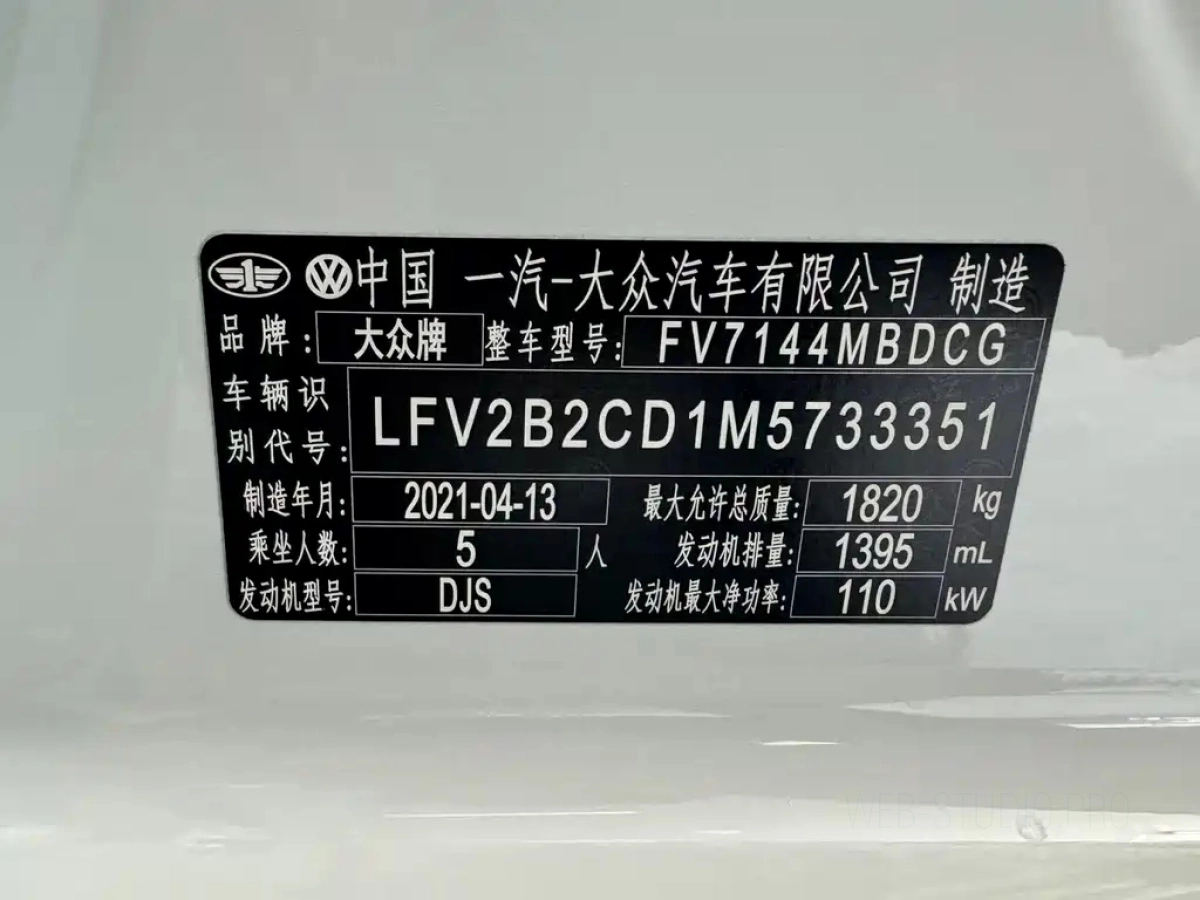 中国 一汽-大众汽车有限公司 制造
品牌: 大众牌 整车型号: FV7144MBDCG
车辆识别代号: LFV2B2CD1M5733351
制造年月: 2021-04-13 最大允许总质量: 1820 kg
乘坐人数: 5 人 发动机排量: 1395 mL
发动机型号: DJS 发动机最大净功率: 110 kW